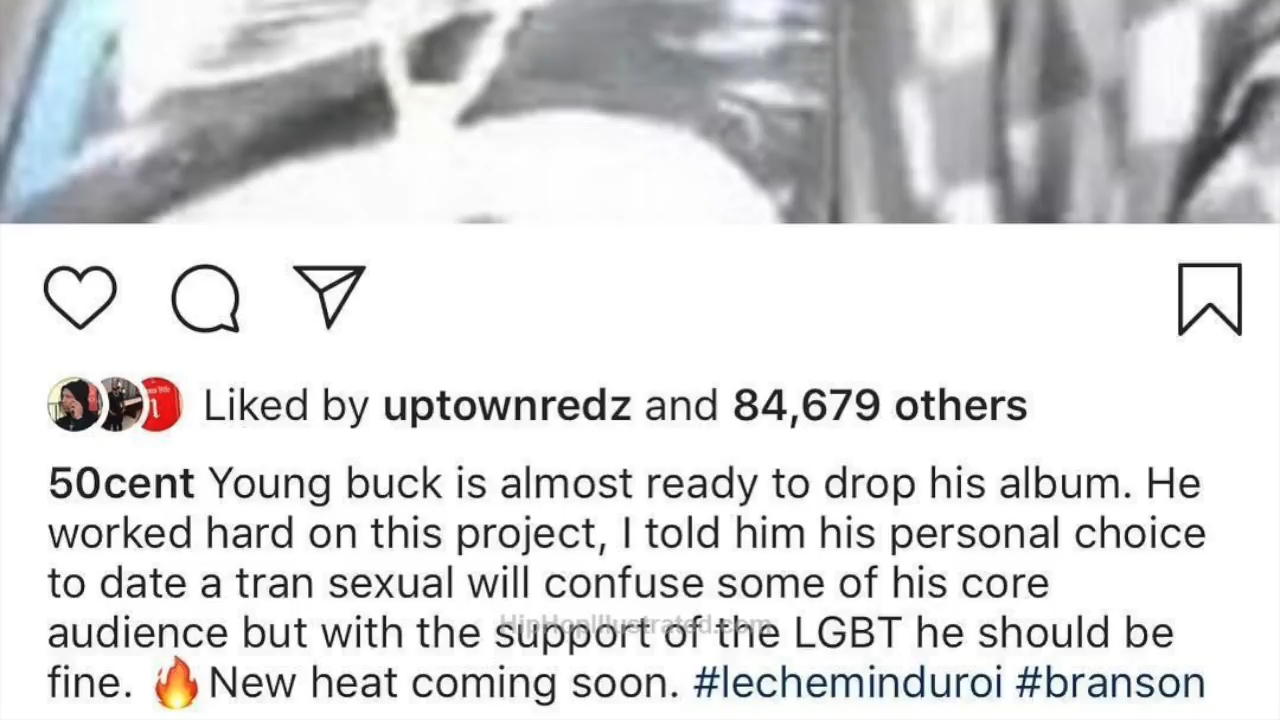 Liked by uptownredz and 84,679 others
50cent Young buck is almost ready to drop his album. He
worked hard on this project, I told him his personal choice
to date a tran sexual will confuse some of his core
audience but with the support of the LGBT he should be
HipHopIllustrated.com
fine. 🔥 New heat coming soon. #lecheminduroi #branson